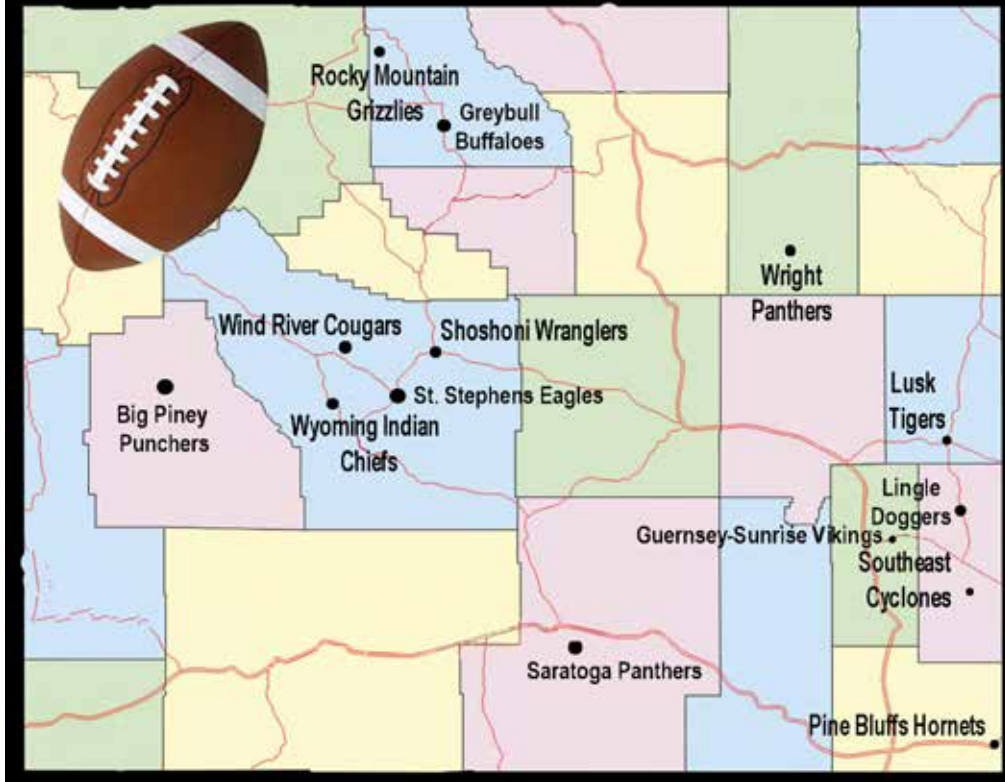 Rocky Mountain
Grizzlies
Greybull
Buffaloes
Wright
Panthers
Wind River Cougars
Shoshoni Wranglers
Big Piney
Punchers
St. Stephens Eagles
Wyoming Indian
Chiefs
Lusk
Tigers
Lingle
Doggers
Guernsey-Sunrise Vikings
Southeast
Cyclones
Saratoga Panthers
Pine Bluffs Hornets